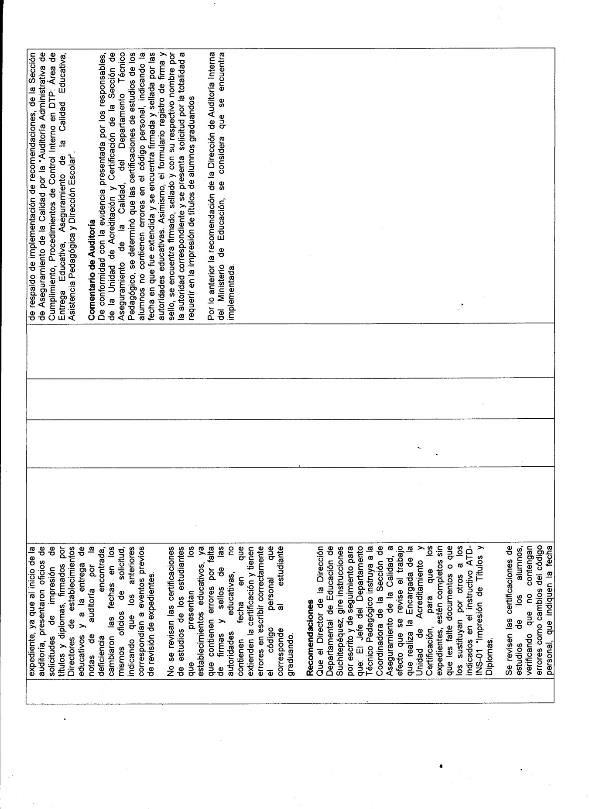 expediente, ya que al inicio de la
auditoría, presentaron oficios de
solicitudes de impresión de
títulos y diplomas, firmados por
Directores de establecimientos
educativos y a la entrega de
notas de auditoría por la
deficiencia encontrada,
cambiaron las fechas en los
mismos oficios de solicitud,
indicando que los anteriores
correspondían a eventos previos
de revisión de expedientes.
No se revisan las certificaciones
de estudios de los estudiantes
que presentan los
establecimientos educativos, ya
que contienen errores por falta
de firmas y sellos de las
autoridades educativas, no
contienen fecha en que
extienden la certificación y tienen
errores en escribir correctamente
el código personal que
corresponde al estudiante
graduando.
Recomendaciones
Que el Director de la Dirección
Departamental de Educación de
Suchitepéquez, gire instrucciones
por escrito y de seguimiento para
que: El Jefe del Departamento
Técnico Pedagógico instruya a la
Coordinadora de la Sección de
Aseguramiento de la Calidad, a
efecto que se revise el trabajo
que realiza la Encargada de la
Unidad de Acreditamiento y
Certificación, para que los
expedientes, estén completos sin
que les falte documentos o que
los sustituyan por otros a los
indicados en el instructivo ATD-
INS-01 "Impresión de Títulos y
Diplomas.
Se revisen las certificaciones de
estudios de los alumnos,
verificando que no contengan
errores como cambios del código
personal, que indiquen la fecha
de respaldo de implementación de recomendaciones, de la Sección
de Aseguramiento de la Calidad por la "Auditoría Administrativa de
Cumplimiento, Procedimientos de Control Interno en DTP: Área de
Entrega Educativa, Aseguramiento de la Calidad Educativa,
Asistencia Pedagógica y Dirección Escolar".
Comentario de Auditoría
De conformidad con la evidencia presentada por los responsables,
de la Unidad de Acreditación y Certificación de la Sección de
Aseguramiento de la Calidad, del Departamento Técnico
Pedagógico, se determinó que las certificaciones de estudios de los
alumnos no contienen errores en el código personal, indicando la
fecha en que fue extendida y se encuentra firmada y sellada por las
autoridades educativas. Asimismo, el formulario registro de firma y
sello, se encuentra firmado, sellado y con su respectivo nombre por
la autoridad correspondiente y se presenta solicitud por la totalidad a
requerir en la impresión de títulos de alumnos graduandos
Por lo anterior la recomendación de la Dirección de Auditoría Interna
del Ministerio de Educación, se considera que se encuentra
implementada